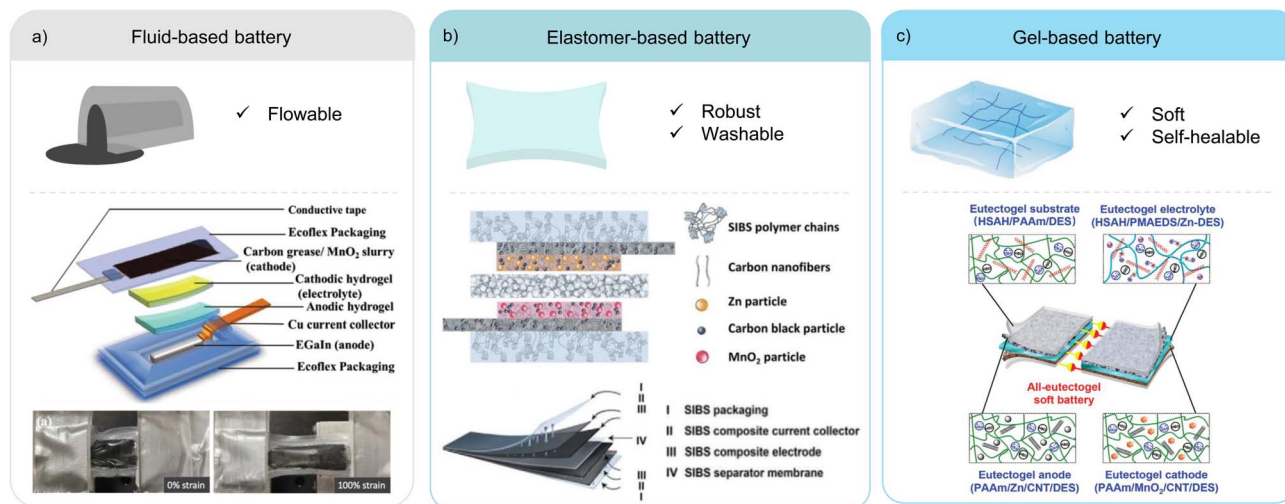 a)
Fluid-based battery
✓ Flowable
Conductive tape
Ecoflex Packaging
Carbon grease/ MnO₂ slurry
(cathode)
Cathodic hydrogel
(electrolyte)
Anodic hydrogel
Cu current collector
EGaIn (anode)
Ecoflex Packaging
0% strain
100% strain
b)
Elastomer-based battery
✓ Robust
✓ Washable
SIBS polymer chains
Carbon nanofibers
Zn particle
Carbon black particle
MnO₂ particle
I
II
III
IV
III
II
I
I SIBS packaging
II SIBS composite current collector
III SIBS composite electrode
IV SIBS separator membrane
c)
Gel-based battery
✓ Soft
✓ Self-healable
Eutectogel substrate
(HSAH/PAAm/DES)
Eutectogel electrolyte
(HSAH/PMAEDS/Zn-DES)
All-eutectogel
soft battery
Eutectogel anode
(PAAm/Zn/CNT/DES)
Eutectogel cathode
(PAAm/MnO₂/CNT/DES)